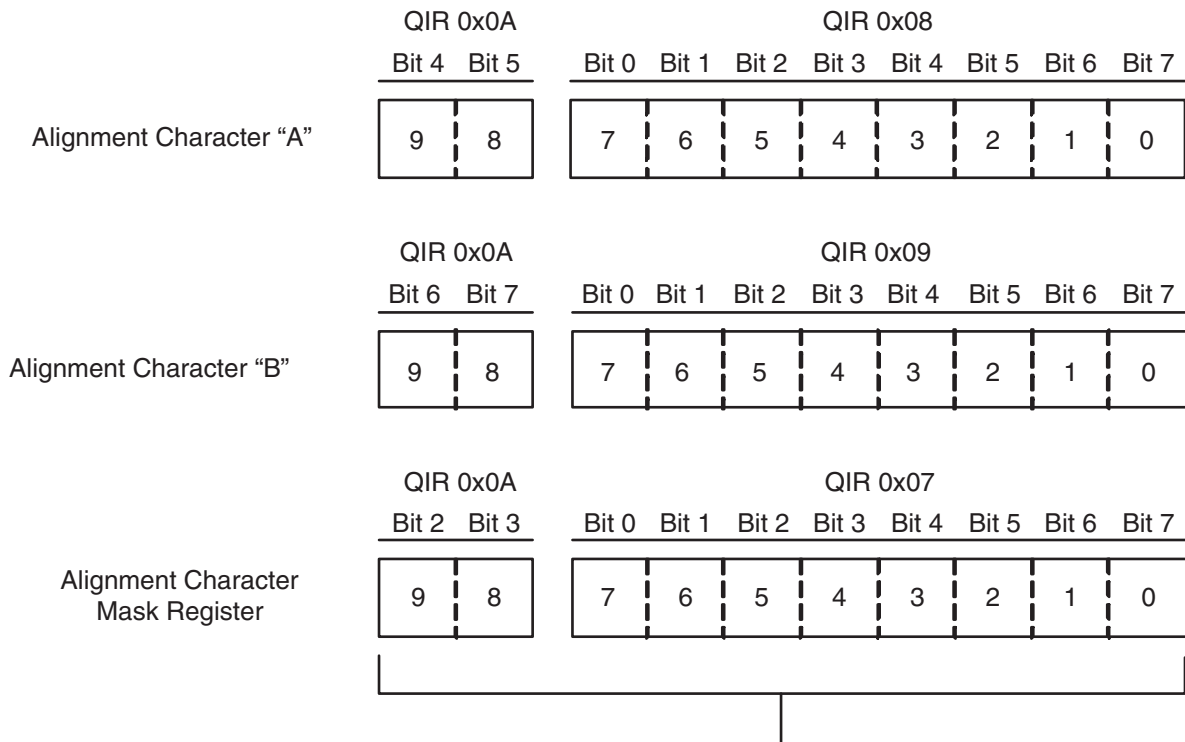 QIR 0x0A QIR 0x08
Bit 4 Bit 5 Bit 0 Bit 1 Bit 2 Bit 3 Bit 4 Bit 5 Bit 6 Bit 7
Alignment Character “A” 9 8 7 6 5 4 3 2 1 0
QIR 0x0A QIR 0x09
Bit 6 Bit 7 Bit 0 Bit 1 Bit 2 Bit 3 Bit 4 Bit 5 Bit 6 Bit 7
Alignment Character “B” 9 8 7 6 5 4 3 2 1 0
QIR 0x0A QIR 0x07
Bit 2 Bit 3 Bit 0 Bit 1 Bit 2 Bit 3 Bit 4 Bit 5 Bit 6 Bit 7
Alignment Character
Mask Register
9 8 7 6 5 4 3 2 1 0